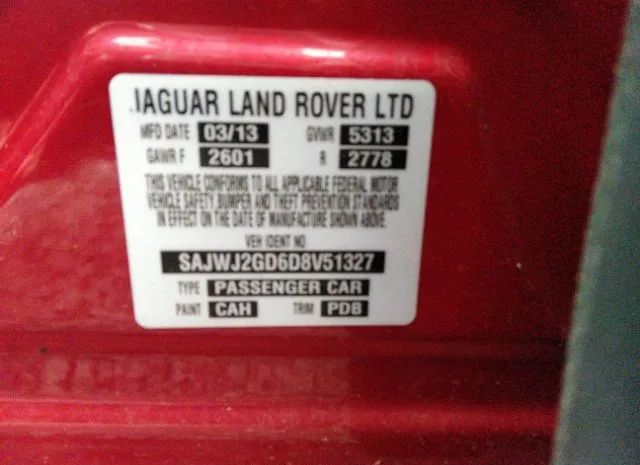 JAGUAR LAND ROVER LTD
MFD DATE 03/13 GVWR 5313
GAWR F 2601 R 2778
THIS VEHICLE CONFORMS TO ALL APPLICABLE FEDERAL MOTOR
VEHICLE SAFETY, BUMPER AND THEFT PREVENTION STANDARDS
IN EFFECT ON THE DATE OF MANUFACTURE SHOWN ABOVE.
VEH IDENT NO
SAJWJ2GD6D8V51327
TYPE PASSENGER CAR
PAINT CAH TRIM PDB